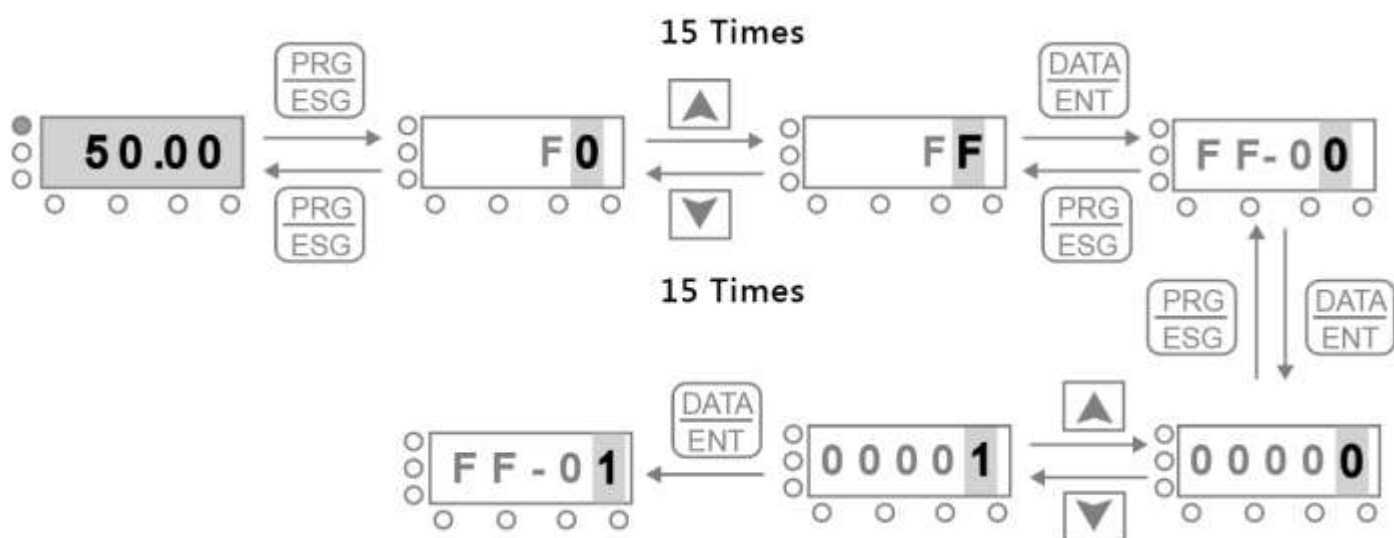 15 Times
PRG
ESG
DATA
ENT
50.00
F0
FF
FF-00
PRG
ESG
PRG
ESG
15 Times
PRG
ESG
DATA
ENT
DATA
ENT
FF-01
00001
00000